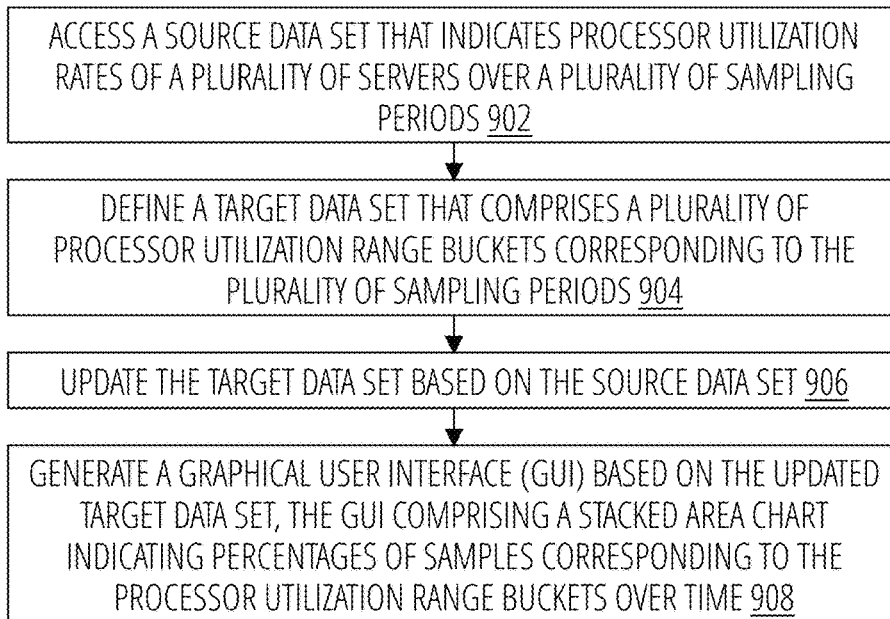 ACCESS A SOURCE DATA SET THAT INDICATES PROCESSOR UTILIZATION
RATES OF A PLURALITY OF SERVERS OVER A PLURALITY OF SAMPLING
PERIODS 902
DEFINE A TARGET DATA SET THAT COMPRISES A PLURALITY OF
PROCESSOR UTILIZATION RANGE BUCKETS CORRESPONDING TO THE
PLURALITY OF SAMPLING PERIODS 904
UPDATE THE TARGET DATA SET BASED ON THE SOURCE DATA SET 906
GENERATE A GRAPHICAL USER INTERFACE (GUI) BASED ON THE UPDATED
TARGET DATA SET, THE GUI COMPRISING A STACKED AREA CHART
INDICATING PERCENTAGES OF SAMPLES CORRESPONDING TO THE
PROCESSOR UTILIZATION RANGE BUCKETS OVER TIME 908